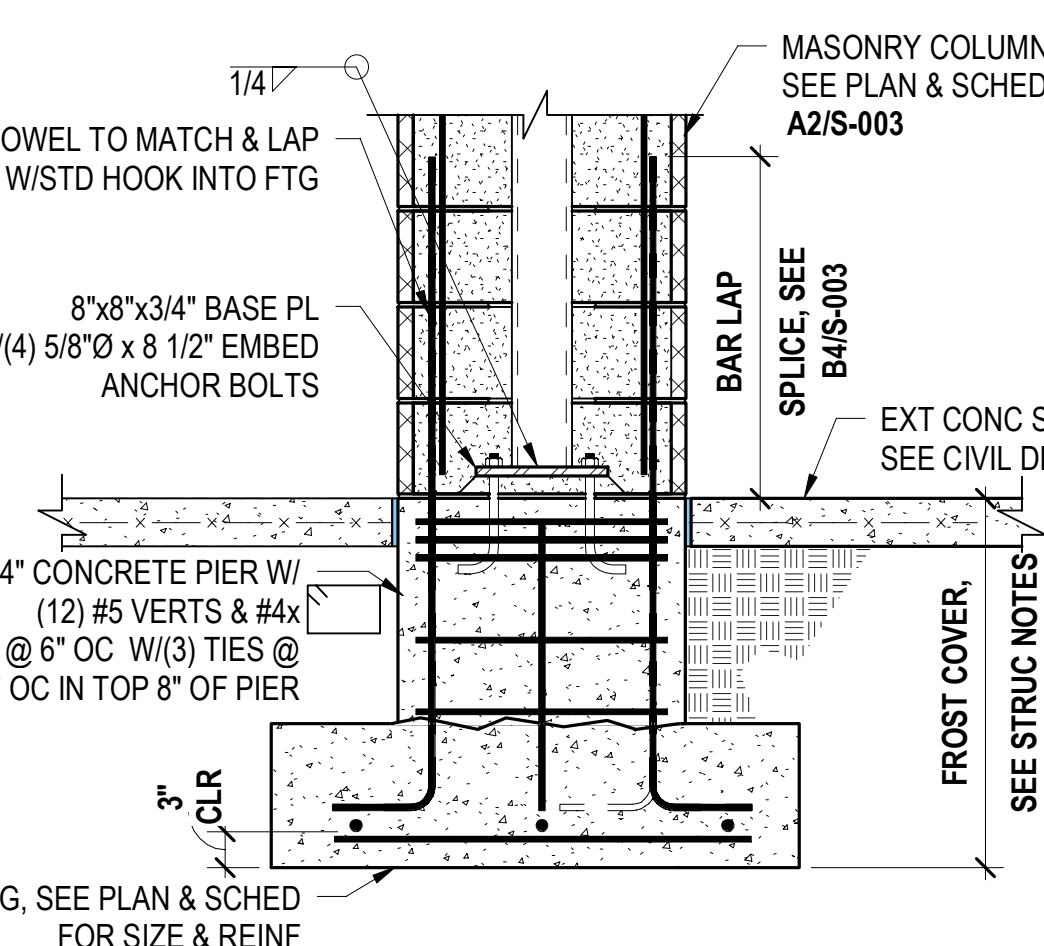 MASONRY COLUMN
SEE PLAN & SCHED
A2/S-003
1/4
OWEL TO MATCH & LAP
W/STD HOOK INTO FTG
8"x8"x3/4" BASE PL
/(4) 5/8"Ø x 8 1/2" EMBED
ANCHOR BOLTS
BAR LAP
SPLICE, SEE
B4/S-003
EXT CONC S
SEE CIVIL
4" CONCRETE PIER W/
(12) #5 VERTS & #4x
@ 6" OC W/(3) TIES @
OC IN TOP 8" OF PIER
FROST COVER,
SEE STRUC NOTES
3"
CLR
G, SEE PLAN & SCHED
FOR SIZE & REINF